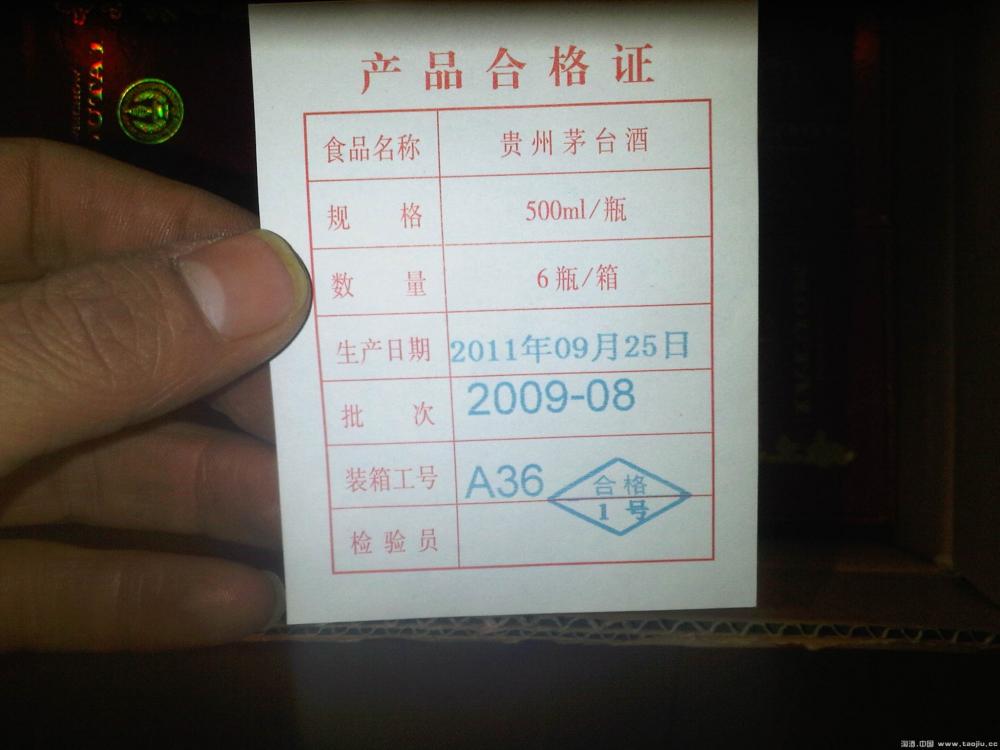 产品合格证
食品名称 贵州茅台酒
规 格 500ml/瓶
数 量 6瓶/箱
生产日期 2011年09月25日
批 次 2009-08
装箱工号 A36
合格
1号
检验员
淘酒.中国 www.taojiu.cc